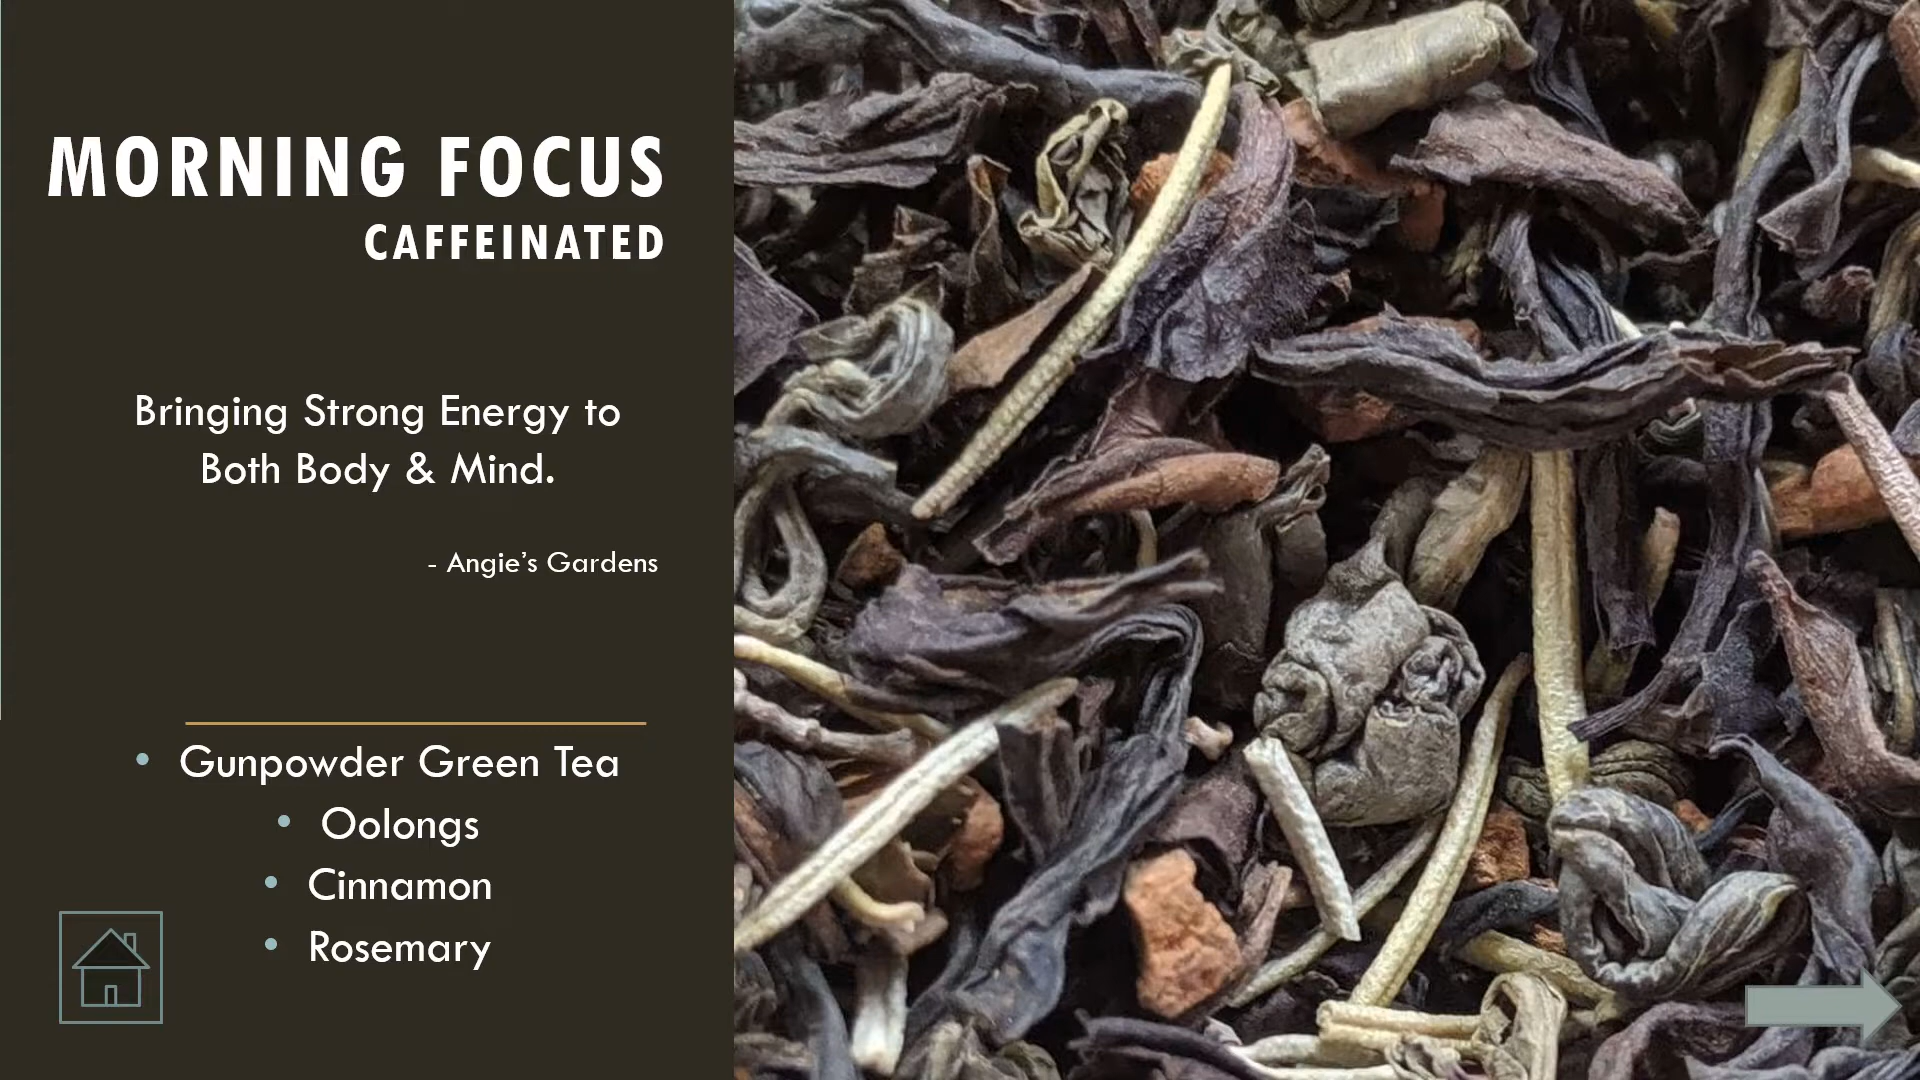 MORNING FOCUS
CAFFEINATED
Bringing Strong Energy to
Both Body & Mind.
- Angie’s Gardens
• Gunpowder Green Tea
• Oolongs
• Cinnamon
• Rosemary